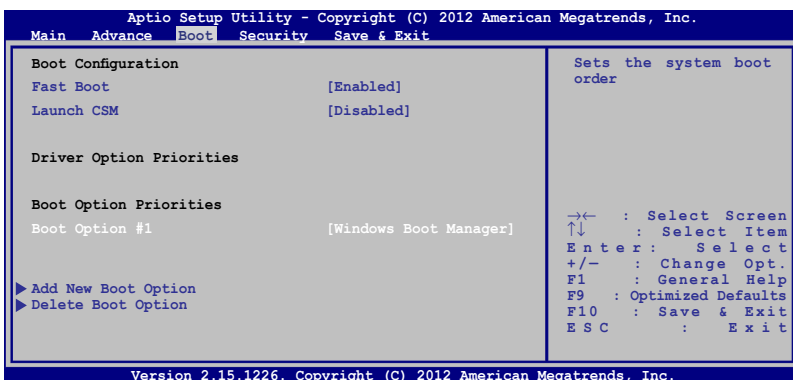 Aptio Setup Utility - Copyright (C) 2012 American Megatrends, Inc.
Main Advance Boot Security Save & Exit
Boot Configuration
Fast Boot [Enabled]
Launch CSM [Disabled]
Driver Option Priorities
Boot Option Priorities
Boot Option #1 [Windows Boot Manager]
Add New Boot Option
Delete Boot Option
Sets the system boot
order
→← : Select Screen
↑↓ : Select Item
Enter: Select
+/— : Change Opt.
F1 : General Help
F9 : Optimized Defaults
F10 : Save & Exit
ESC : Exit
Version 2.15.1226. Copyright (C) 2012 American Megatrends, Inc.